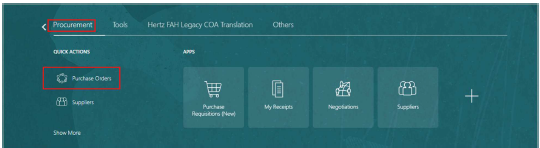 Procurement Tools Hertz FAH Legacy COA Translation Others
QUICK ACTIONS
APPS
Purchase Orders
Suppliers
Show More
Purchase
Requisitions (New)
My Receipts
Negotiations
Suppliers